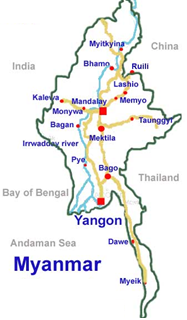 Myitkyina
China
India
Bhamo
Ruili
Lashio
Kalewa
Mandalay
Memyo
Monywa
Bagan
Taunggyi
Mektila
Irrwaddy river
Pye
Bago
Thailand
Bay of Bengal
Yangon
Andaman Sea
Dawe
Myanmar
Myeik